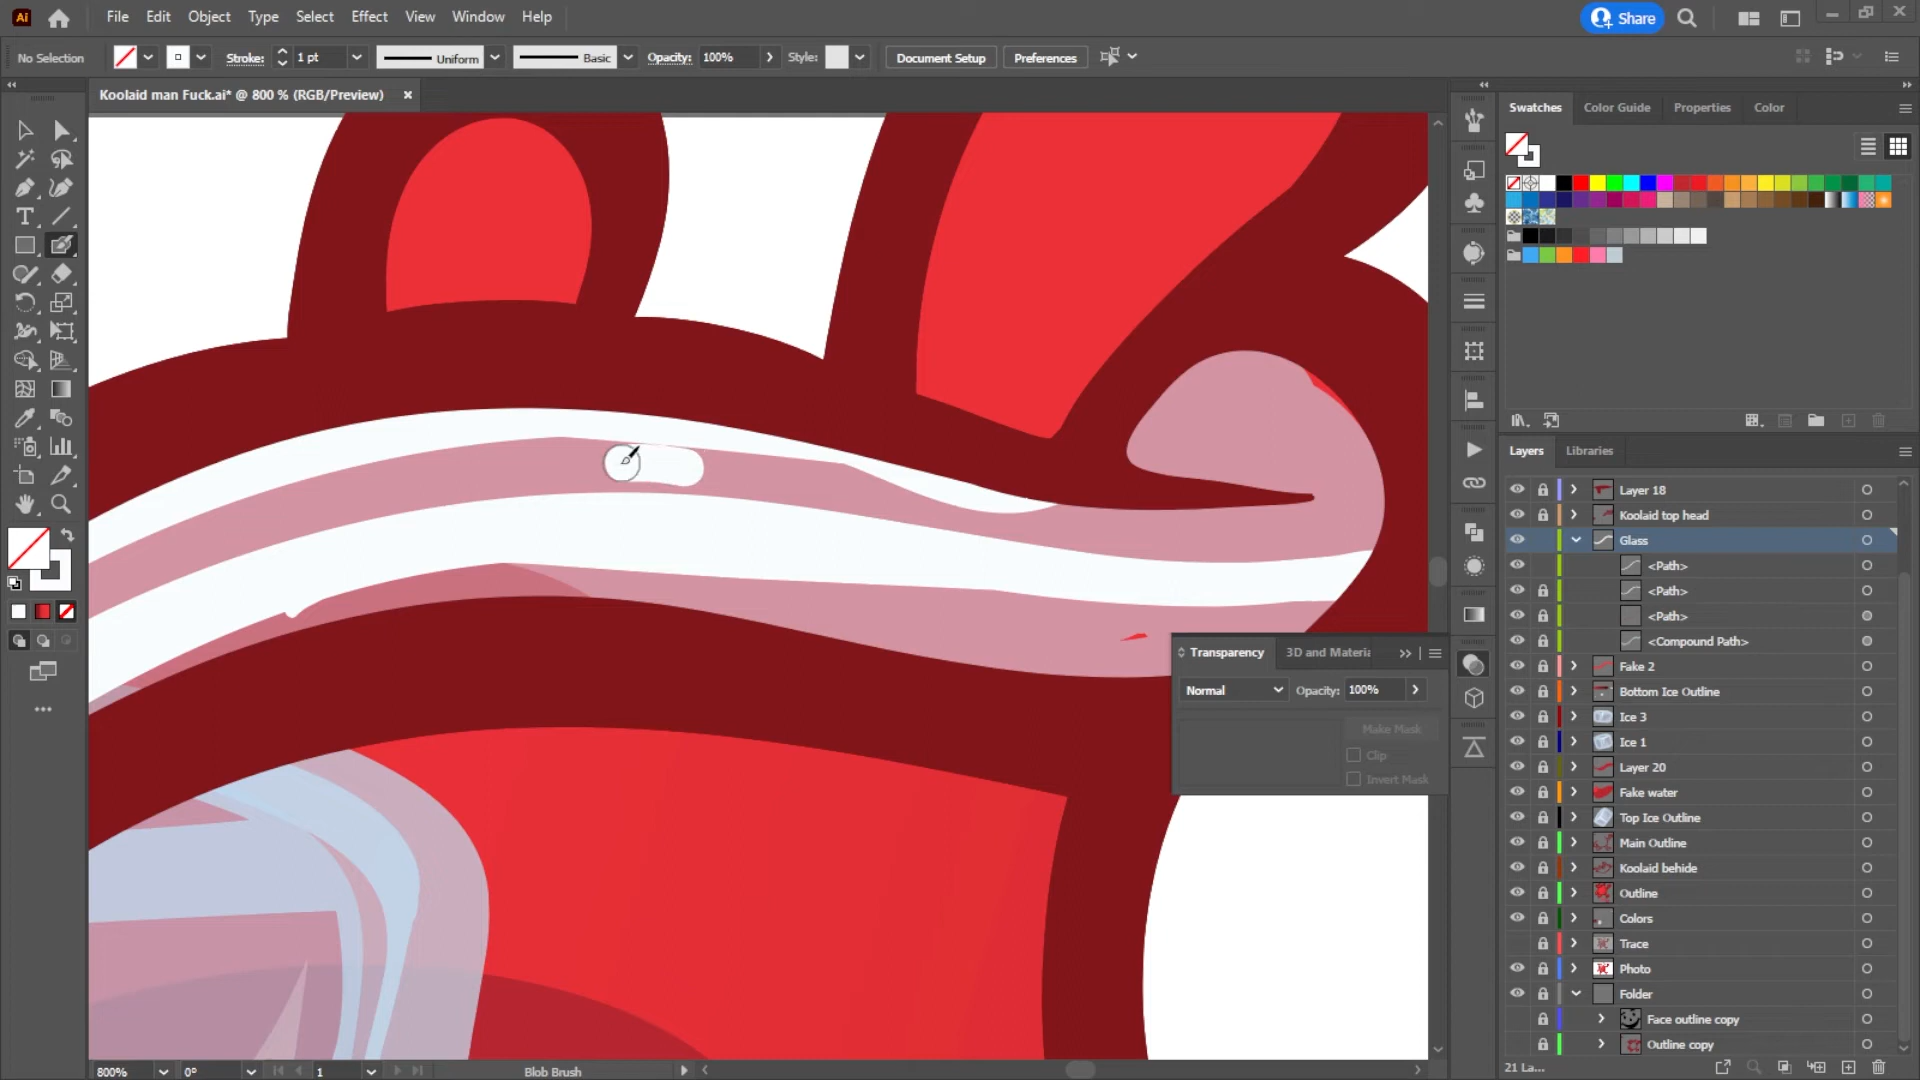 Ai File Edit Object Type Select Effect View Window Help Share
No Selection Stroke: 1 pt Uniform Basic Opacity: 100% Style: Document Setup Preferences
Koolaid man Fuck.ai* @ 800 % (RGB/Preview)
Swatches Color Guide Properties Color
Layers Libraries
Layer 18
Koolaid top head
Glass
<Path>
<Path>
<Path>
<Compound Path>
Fake 2
Bottom Ice Outline
Ice 3
Ice 1
Layer 20
Fake water
Top Ice Outline
Main Outline
Koolaid behide
Outline
Colors
Trace
Photo
Folder
Face outline copy
Outline copy
21 La...
Transparency 3D and Materia
Normal Opacity: 100%
Make Mask
Clip
Invert Mask
800% 0° 1 Blob Brush